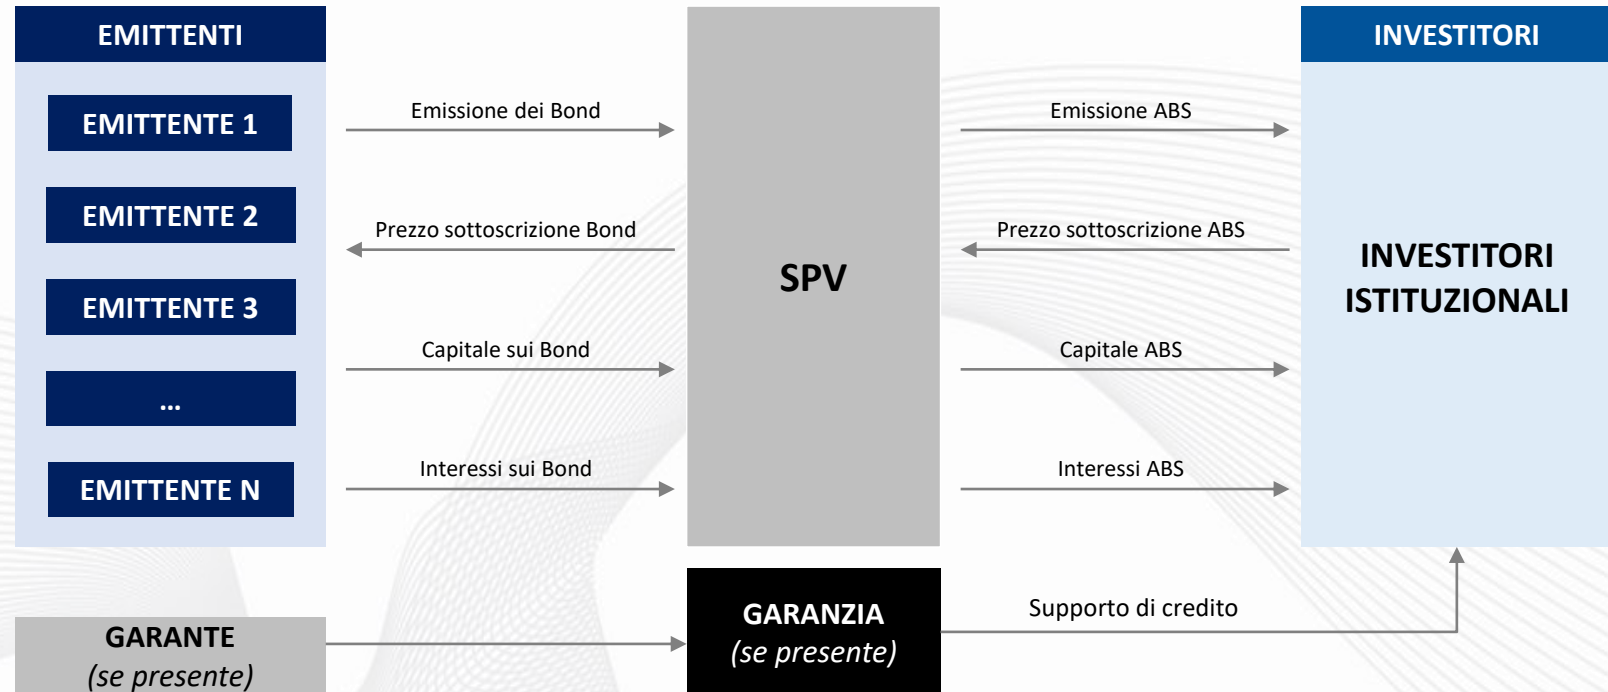 EMITTENTI
EMITTENTE 1
EMITTENTE 2
EMITTENTE 3
...
EMITTENTE N
GARANTE
(se presente)
Emissione dei Bond
Prezzo sottoscrizione Bond
Capitale sui Bond
Interessi sui Bond
SPV
GARANZIA
(se presente)
Emissione ABS
Prezzo sottoscrizione ABS
Capitale ABS
Interessi ABS
Supporto di credito
INVESTITORI
INVESTITORI
ISTITUZIONALI